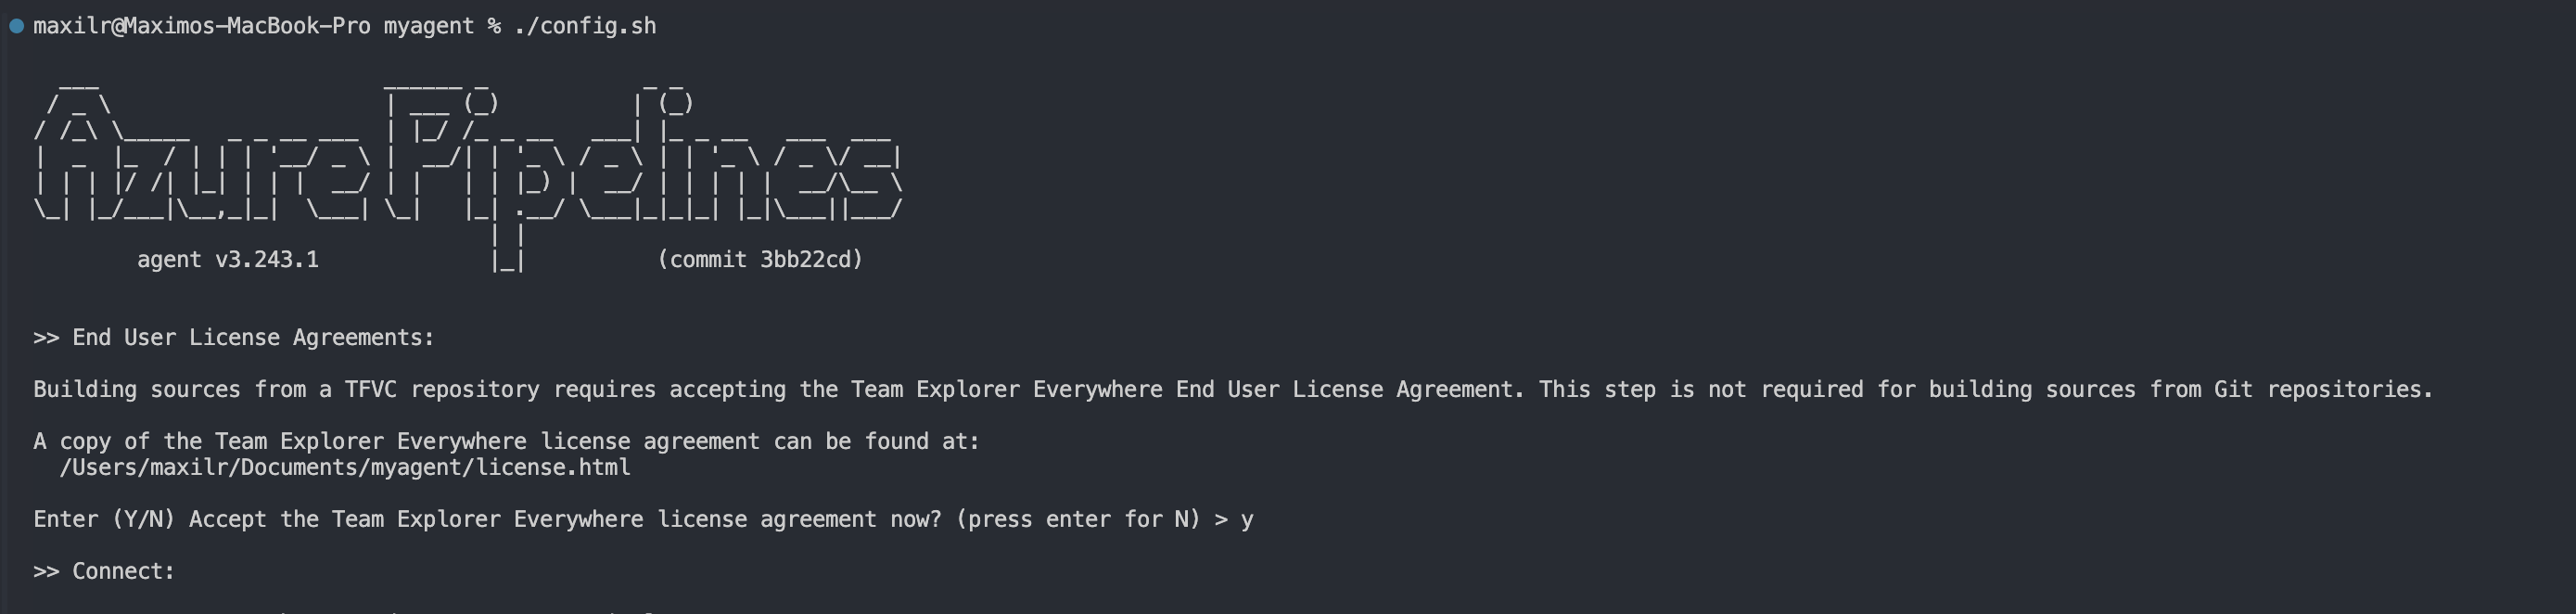 maxilr@Maximos-MacBook-Pro myagent % ./config.sh
AzurePipelines
agent v3.243.1 (commit 3bb22cd)
>> End User License Agreements:
Building sources from a TFVC repository requires accepting the Team Explorer Everywhere End User License Agreement. This step is not required for building sources from Git repositories.
A copy of the Team Explorer Everywhere license agreement can be found at:
/Users/maxilr/Documents/myagent/license.html
Enter (Y/N) Accept the Team Explorer Everywhere license agreement now? (press enter for N) > y
>> Connect: